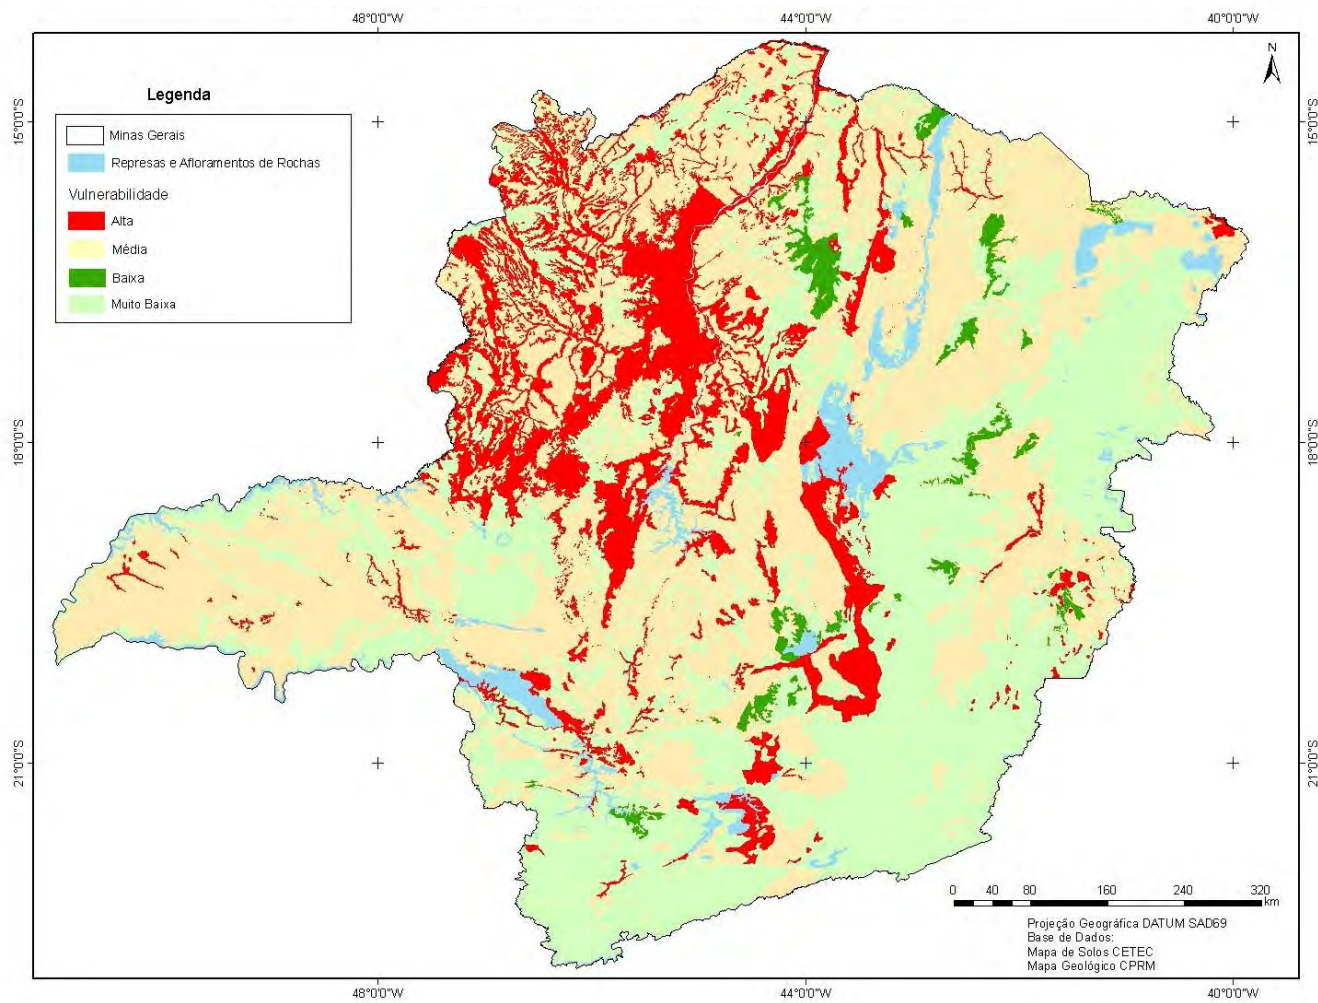 48°0'0"W
44°0'0"W
40°0'0"W
N
Legenda
Minas Gerais
Represas e Afloramentos de Rochas
Vulnerabilidade
Alta
Média
Baixa
Muito Baixa
15°0'0"S
15°0'0"S
18°0'0"S
18°0'0"S
21°0'0"S
21°0'0"S
0 40 80 160 240 320
km
Projeção Geográfica DATUM SAD69
Base de Dados:
Mapa de Solos CETEC
Mapa Geológico CPRM
48°0'0"W
44°0'0"W
40°0'0"W